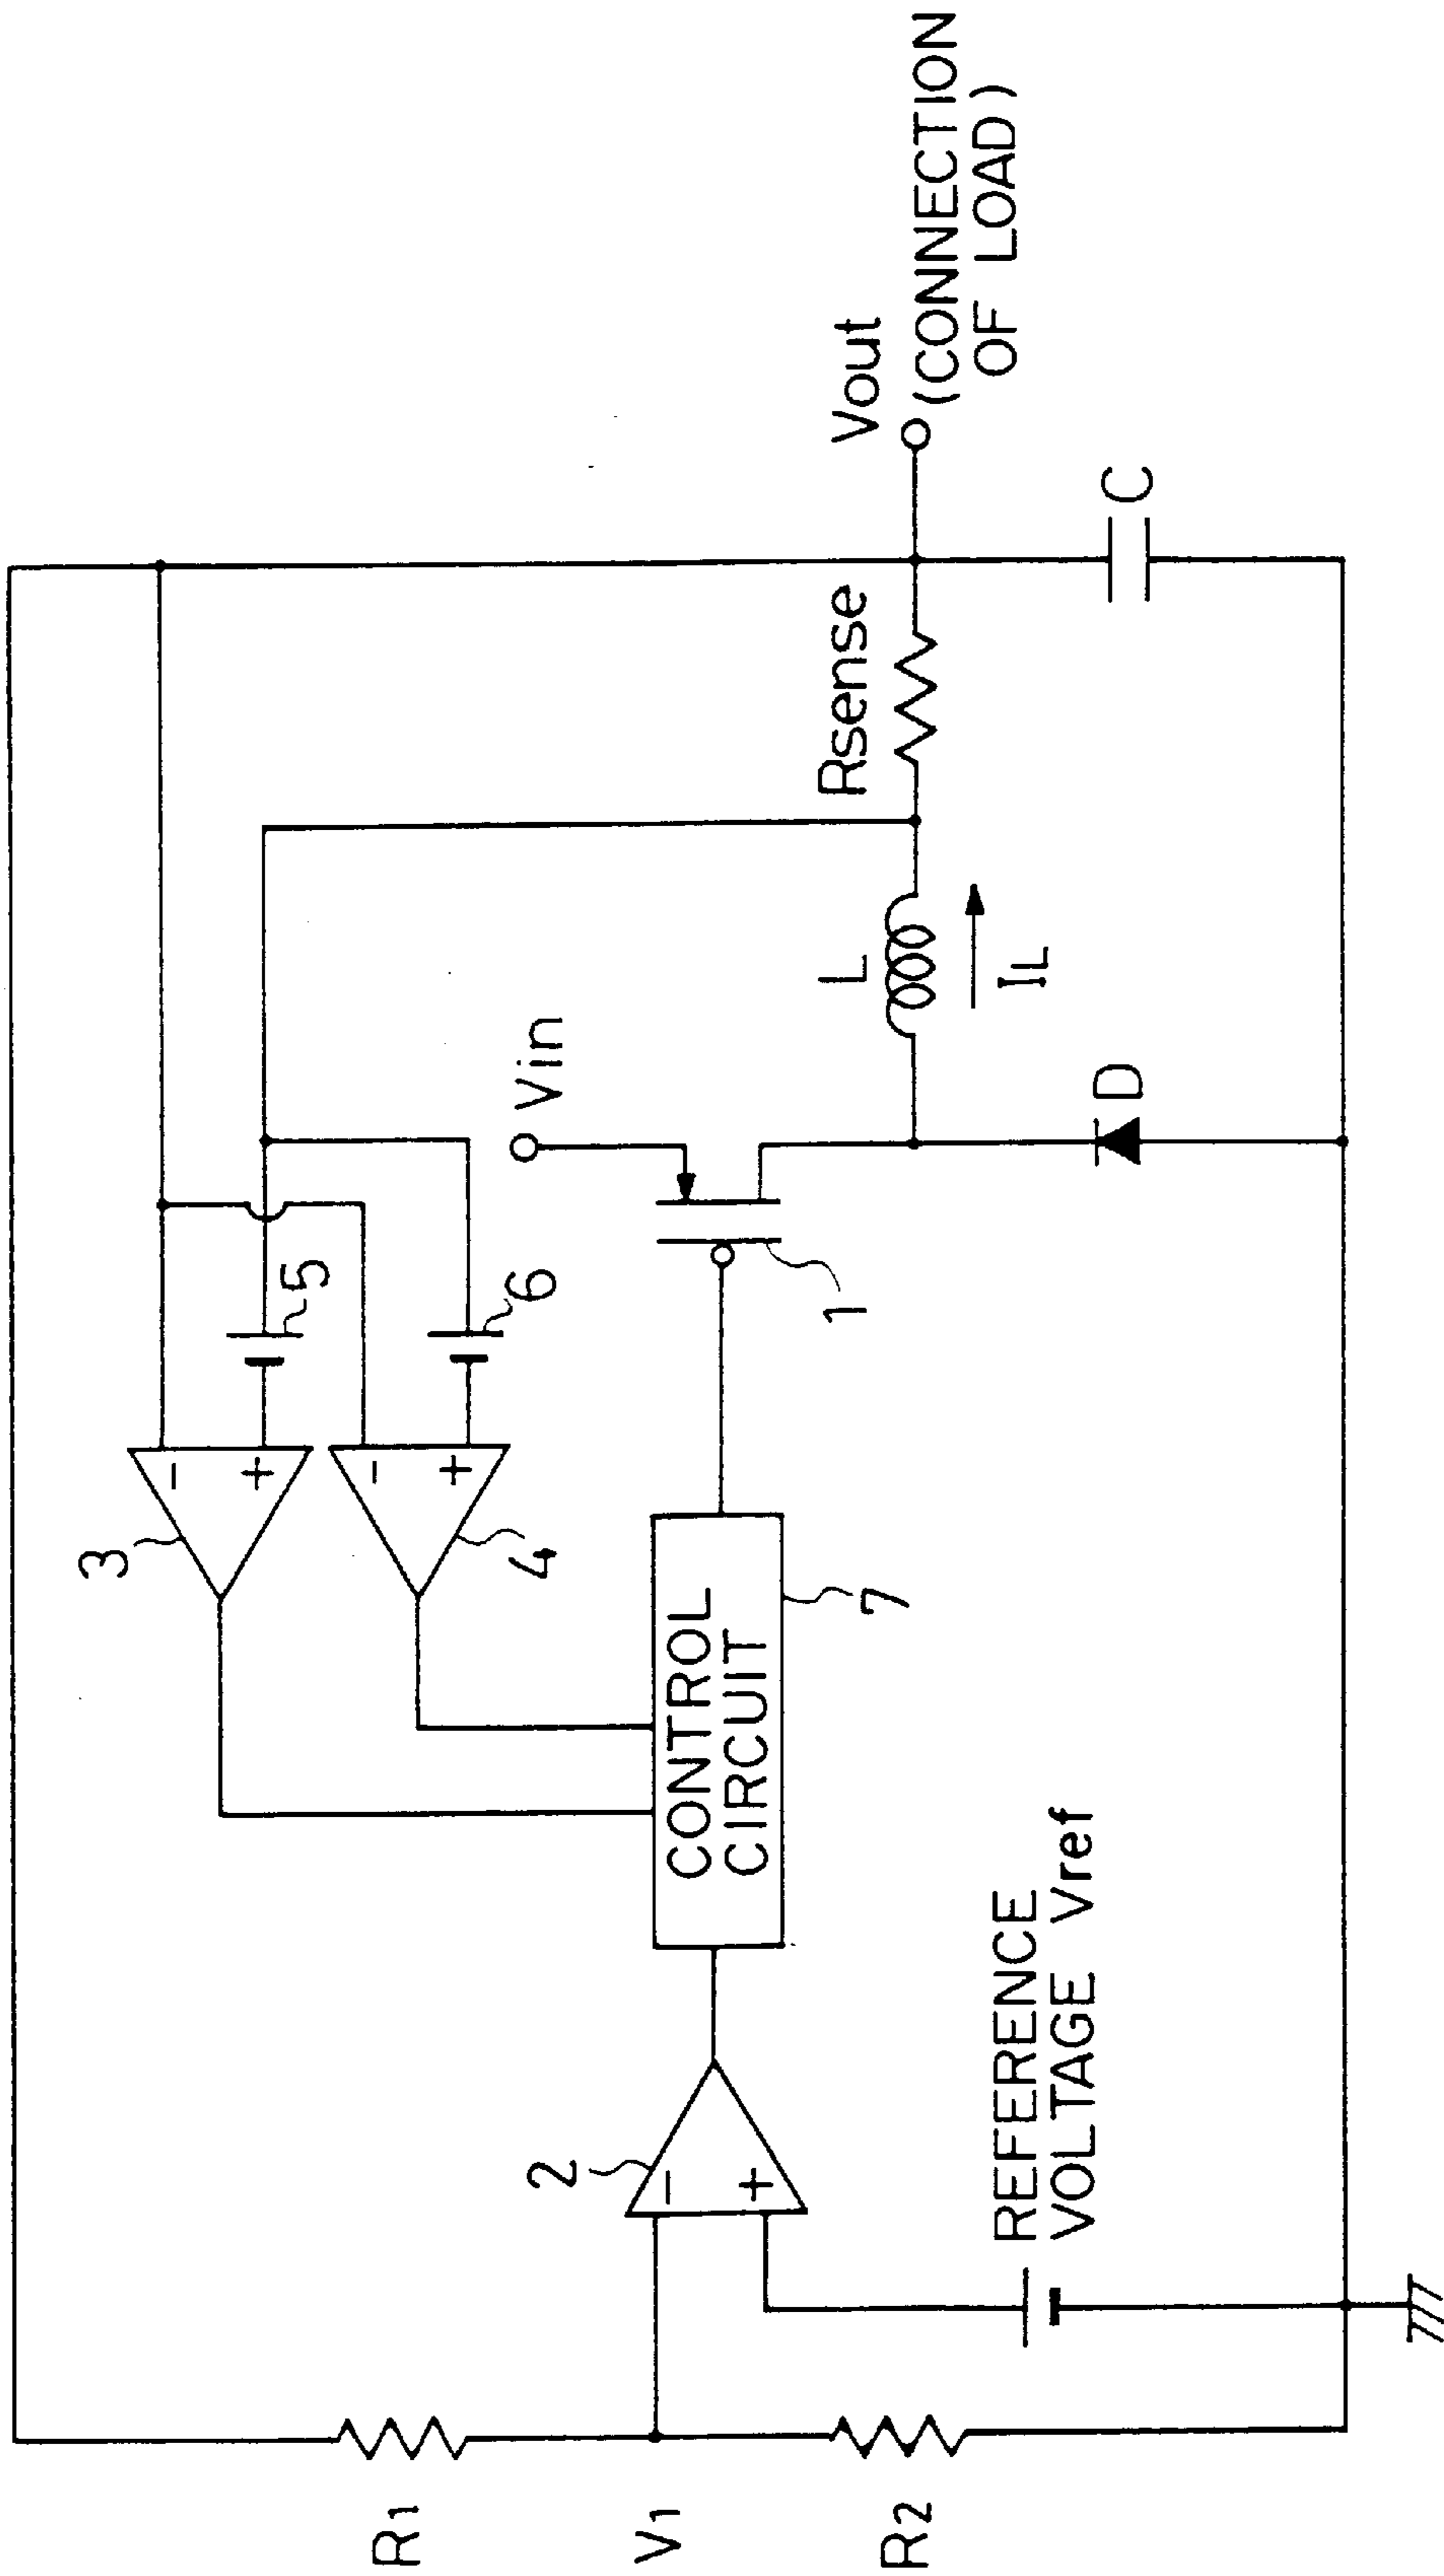 3
-
+
5
4
-
+
6
Vin
1
L
IL
D
Rsense
Vout
(CONNECTION
OF LOAD)
C
CONTROL
CIRCUIT
7
2
-
+
REFERENCE
VOLTAGE Vref
R1
V1
R2